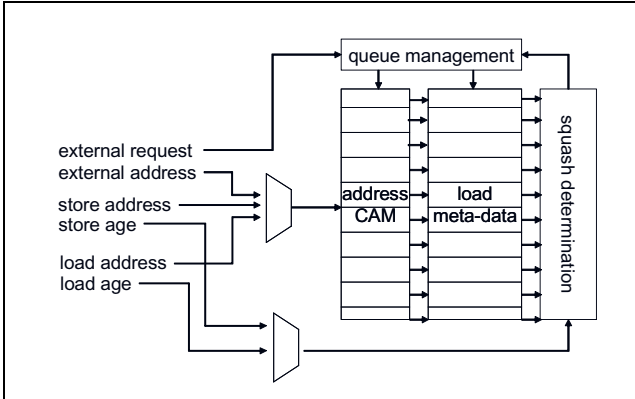 queue management
external request
external address
store address
store age
load address
load age
address
CAM
load
meta-data
squash determination